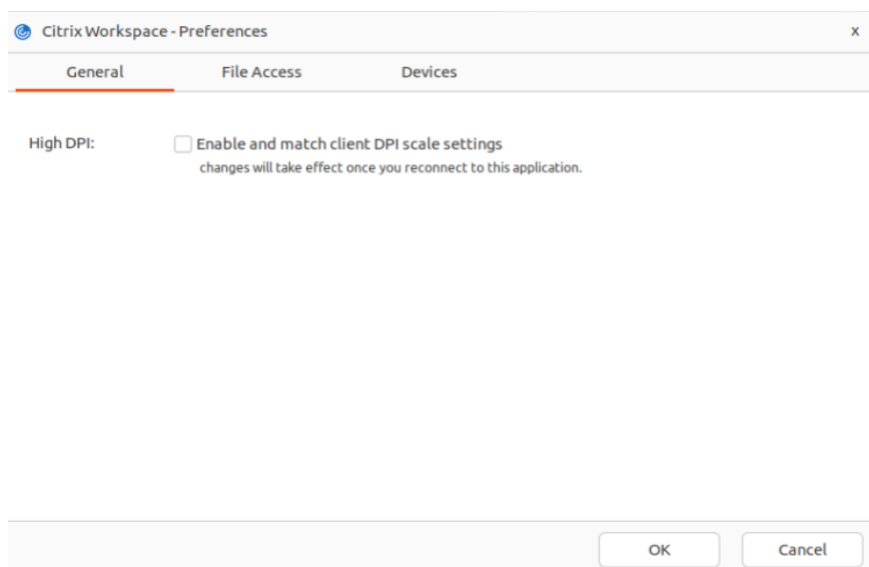 Citrix Workspace - Preferences x
General File Access Devices
High DPI: Enable and match client DPI scale settings
changes will take effect once you reconnect to this application.
OK Cancel